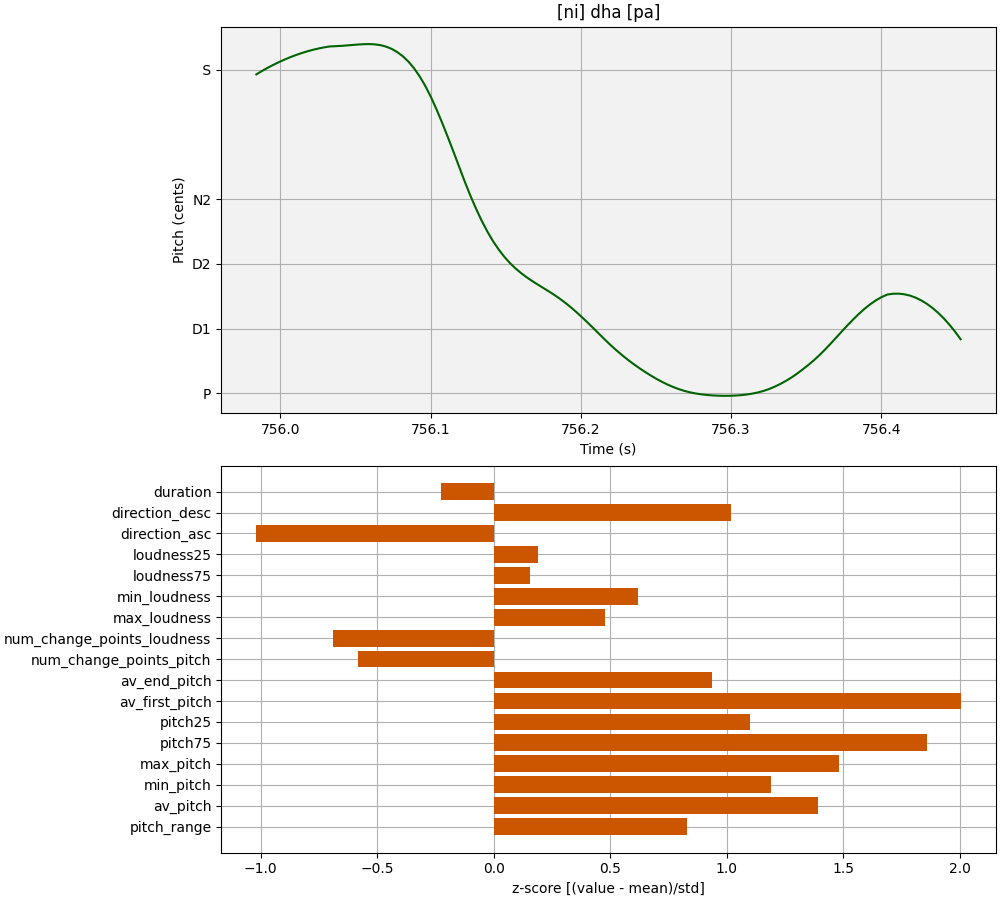 [ni] dha [pa]
S
N2
D2
D1
P
Pitch (cents)
756.0 756.1 756.2 756.3 756.4
Time (s)
duration
direction_desc
direction_asc
loudness25
loudness75
min_loudness
max_loudness
num_change_points_loudness
num_change_points_pitch
av_end_pitch
av_first_pitch
pitch25
pitch75
max_pitch
min_pitch
av_pitch
pitch_range
−1.0 −0.5 0.0 0.5 1.0 1.5 2.0
z-score [(value - mean)/std]